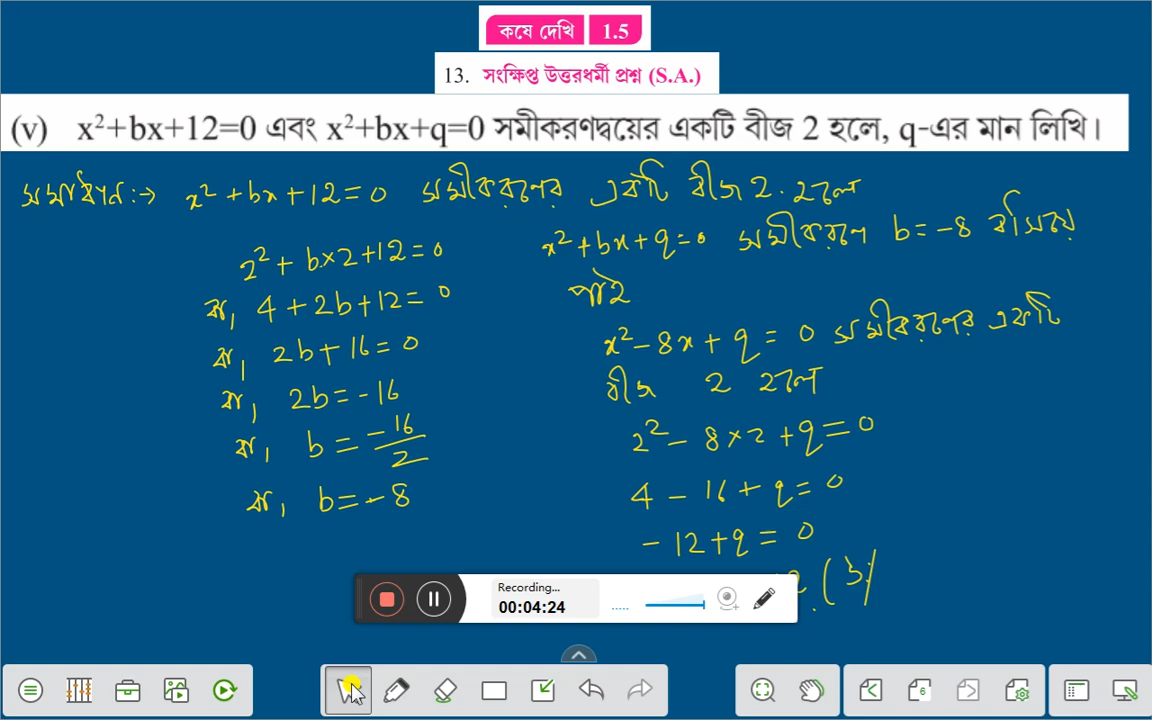 কষে দেখি 1.5
13. সংক্ষিপ্ত উত্তরধর্মী প্রশ্ন (S.A.)
(v) x²+bx+12=0 এবং x²+bx+q=0 সমীকরণদ্বয়ের একটি বীজ 2 হলে, q-এর মান লিখি।
সমাধান:→ x²+bx+12=0 সমীকরণের একটি বীজ 2 হলে
2²+b×2+12=0
বা, 4+2b+12=0
বা, 2b+16=0
বা, 2b=-16
বা, b=-16/2
বা, b=-8
x²+bx+q=0 সমীকরণে b=-8 বসিয়ে
পাই
x²-8x+q=0 সমীকরণের একটি
বীজ 2 হলে
2²-8×2+q=0
4-16+q=0
-12+q=0
Recording...
00:04:24
6